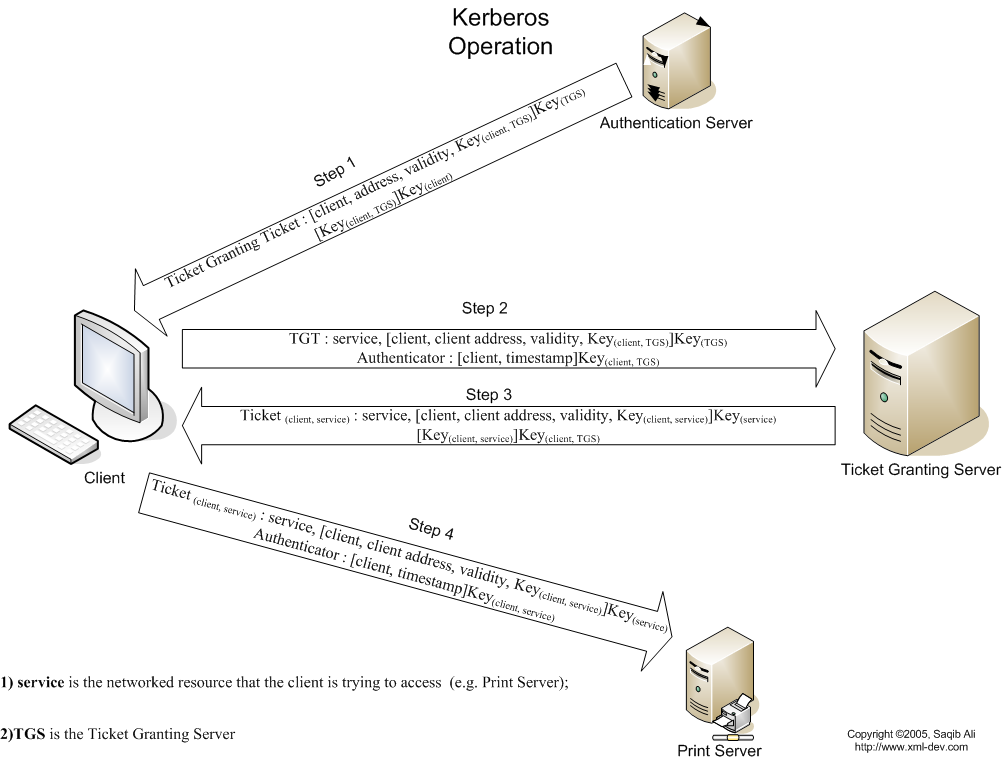 Kerberos
Operation
Authentication Server
Step 1
Ticket Granting Ticket : [client, address, validity, Key(client, TGS)]Key(TGS)
[Key(client, TGS)]Key(client)
Step 2
TGT : service, [client, client address, validity, Key(client, TGS)]Key(TGS)
Authenticator : [client, timestamp]Key(client, TGS)
Step 3
Ticket (client, service) : service, [client, client address, validity, Key(client, service)]Key(service)
[Key(client, service)]Key(client, TGS)
Client
Ticket Granting Server
Step 4
Ticket (client, service) : service, [client, client address, validity, Key(client, service)]Key(service)
Authenticator : [client, timestamp]Key(client, service)
1) service is the networked resource that the client is trying to access (e.g. Print Server);
2)TGS is the Ticket Granting Server
Print Server
Copyright ©2005, Saqib Ali
http://www.xml-dev.com